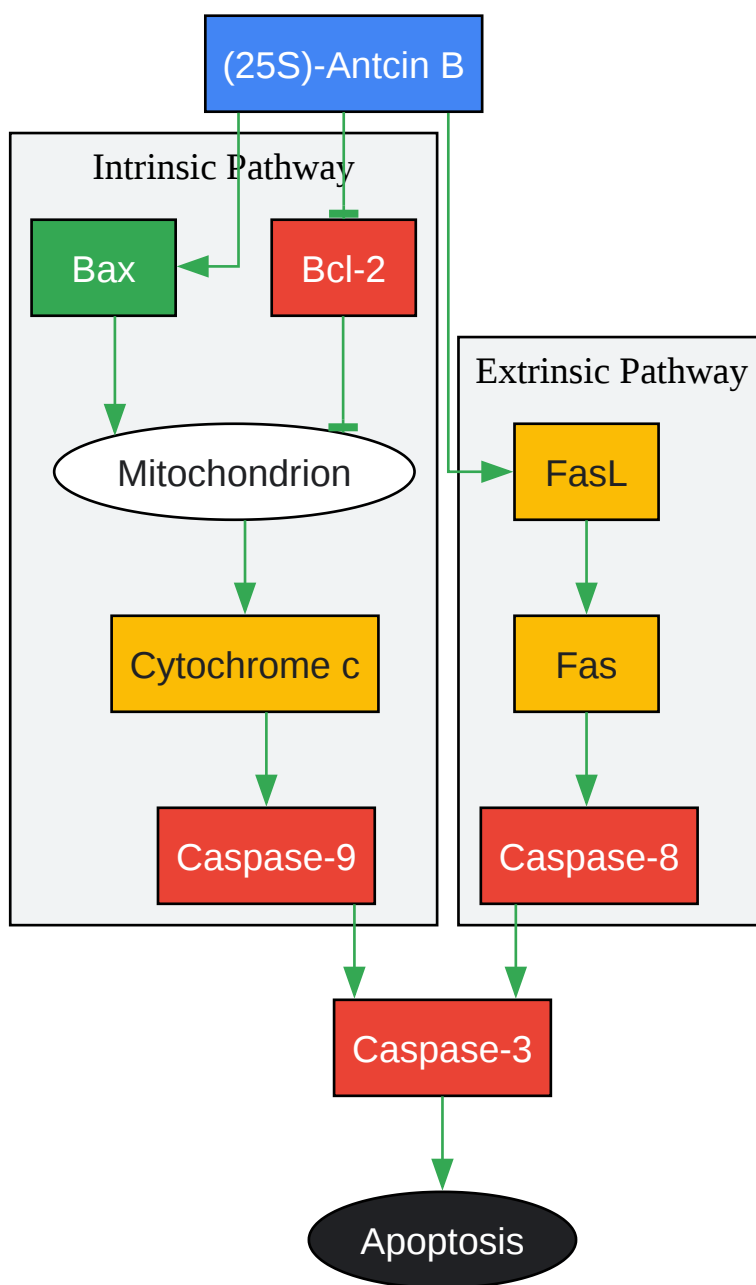 (25S)-Antcin B
Intrinsic Pathway
Bax
Bcl-2
Extrinsic Pathway
Mitochondrion
FasL
Cytochrome c
Fas
Caspase-9
Caspase-8
Caspase-3
Apoptosis